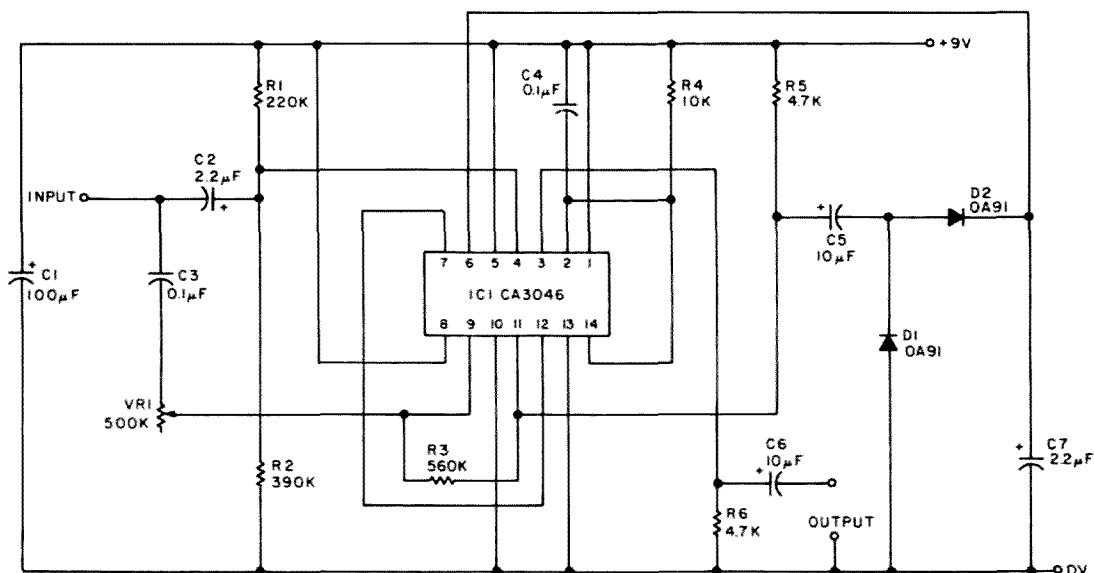 +9V
R1
220K
C4
0.1µF
R4
10K
R5
4.7K
C2
2.2µF
+
INPUT
D2
OA91
+
C5
10µF
+
C1
100µF
C3
0.1µF
7 6 5 4 3 2 1
IC1 CA3046
8 9 10 11 12 13 14
D1
OA91
VR1
500K
R3
560K
C6
+ 10µF
+ C7
2.2µF
R2
390K
R6
4.7K
OUTPUT
0V